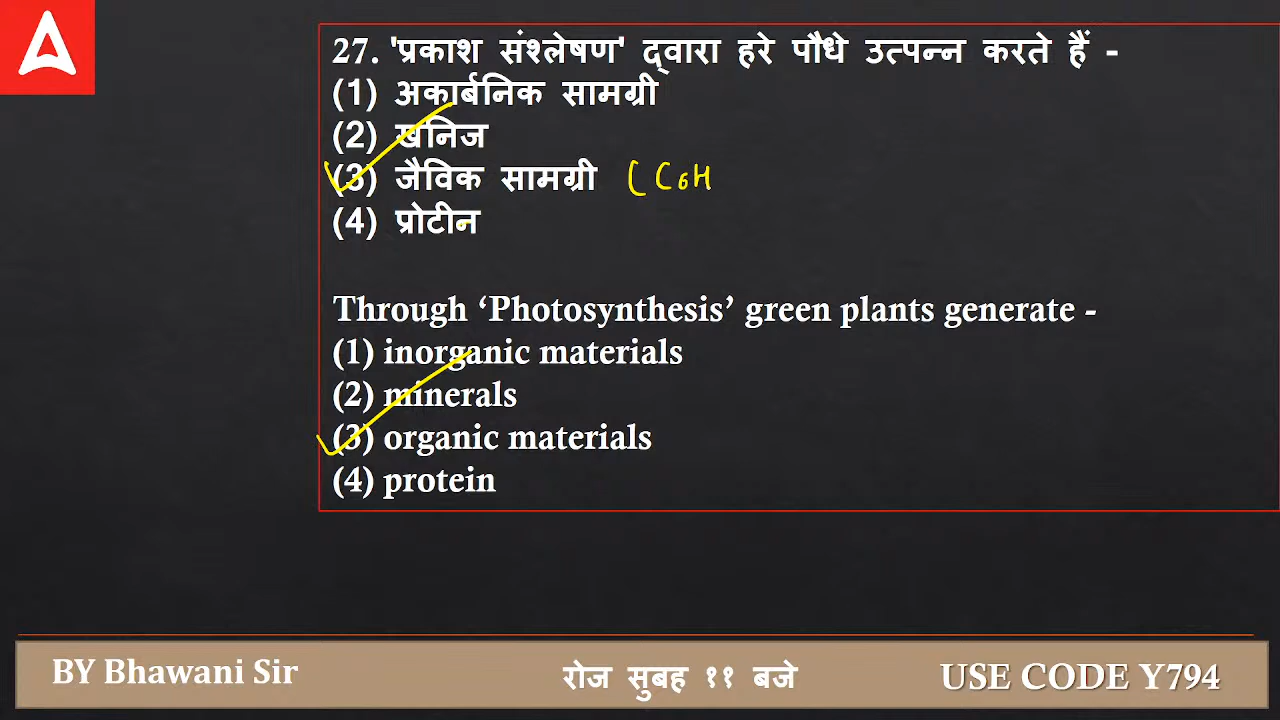 27. 'प्रकाश संश्लेषण' द्वारा हरे पौधे उत्पन्न करते हैं -
(1) अकार्बनिक सामग्री
(2) खनिज
(3) जैविक सामग्री ( C6H
(4) प्रोटीन
Through ‘Photosynthesis’ green plants generate -
(1) inorganic materials
(2) minerals
(3) organic materials
(4) protein
BY Bhawani Sir
रोज सुबह ११ बजे
USE CODE Y794